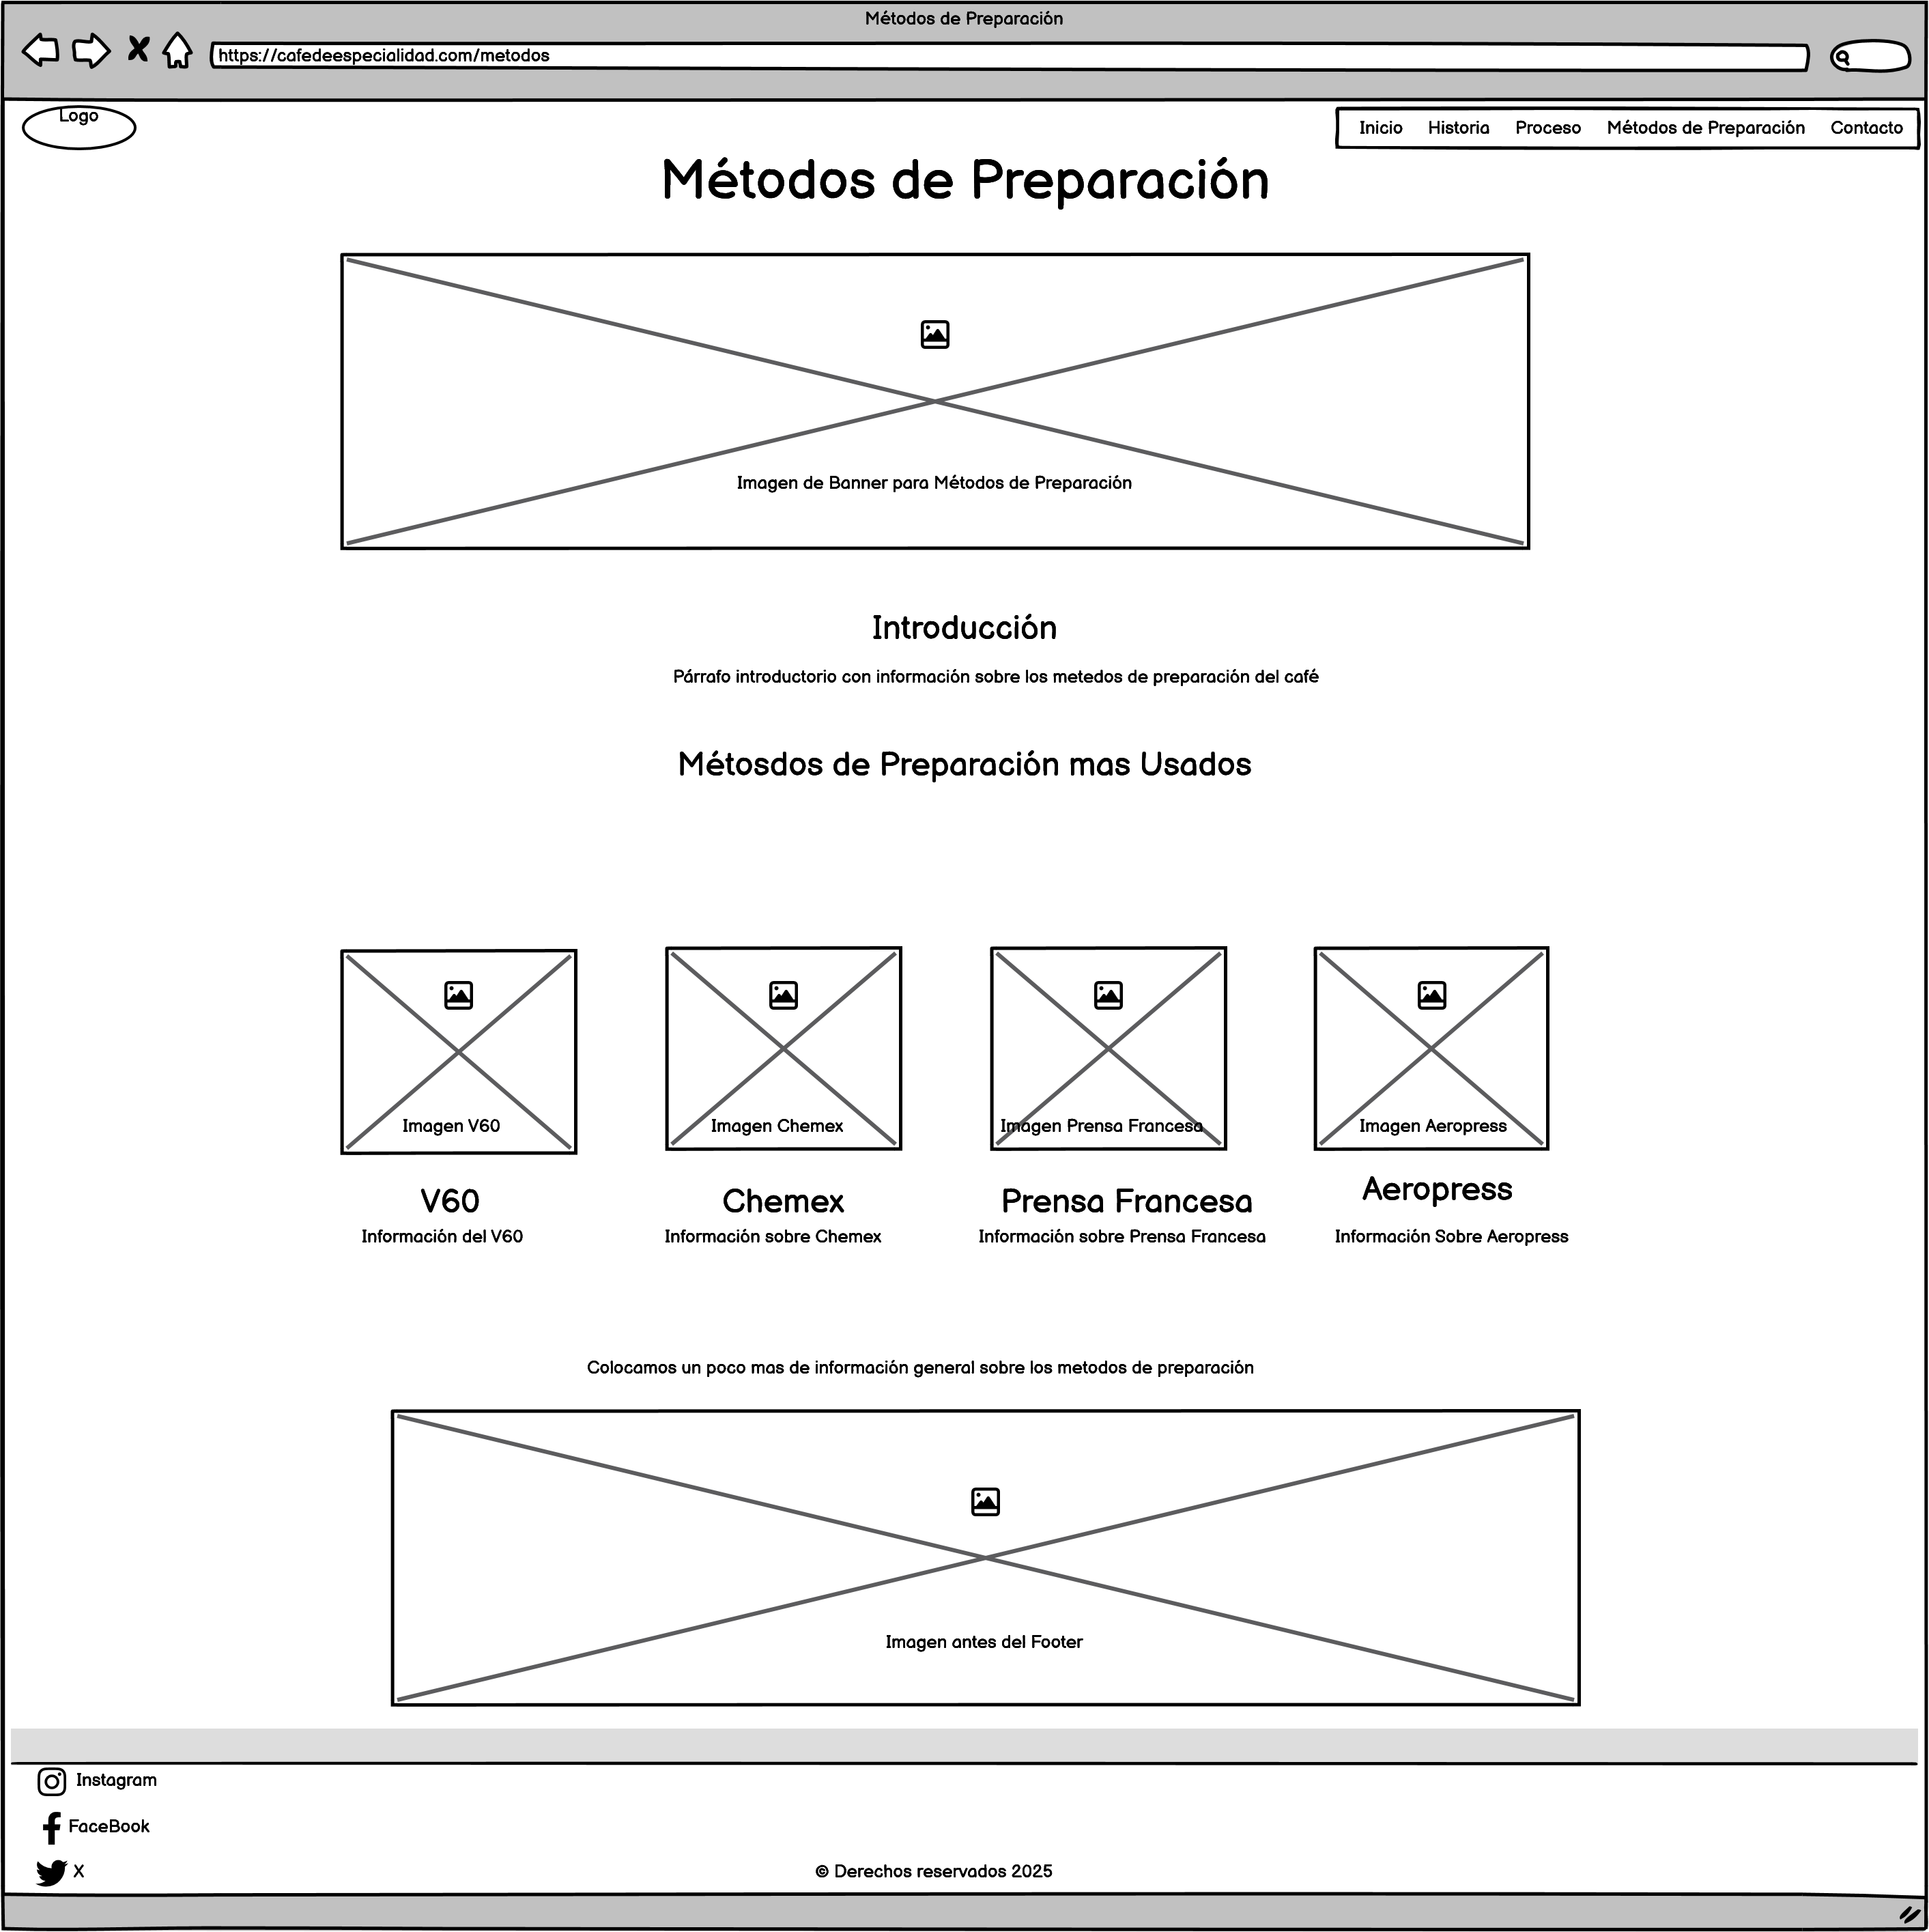 Métodos de Preparación
https://cafedeespecialidad.com/metodos
Logo
Inicio Historia Proceso Métodos de Preparación Contacto
Métodos de Preparación
Imagen de Banner para Métodos de Preparación
Introducción
Párrafo introductorio con información sobre los metedos de preparación del café
Métosdos de Preparación mas Usados
Imagen V60 Imagen Chemex Imagen Prensa Francesa Imagen Aeropress
V60 Chemex Prensa Francesa Aeropress
Información del V60 Información sobre Chemex Información sobre Prensa Francesa Información Sobre Aeropress
Colocamos un poco mas de información general sobre los metodos de preparación
Imagen antes del Footer
Instagram
FaceBook
X
© Derechos reservados 2025